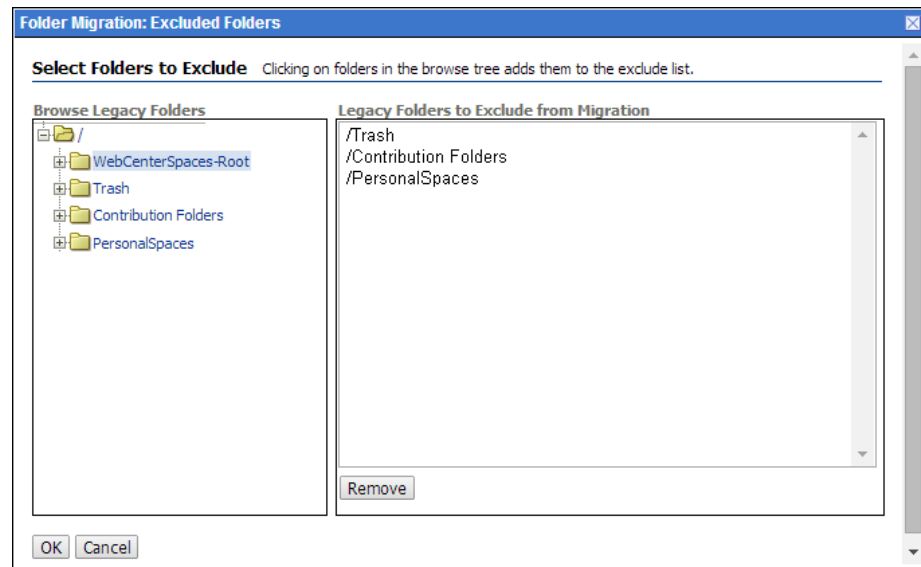 Folder Migration: Excluded Folders
Select Folders to Exclude Clicking on folders in the browse tree adds them to the exclude list.
Browse Legacy Folders
/
WebCenterSpaces-Root
Trash
Contribution Folders
PersonalSpaces
Legacy Folders to Exclude from Migration
/Trash
/Contribution Folders
/PersonalSpaces
Remove
OK Cancel